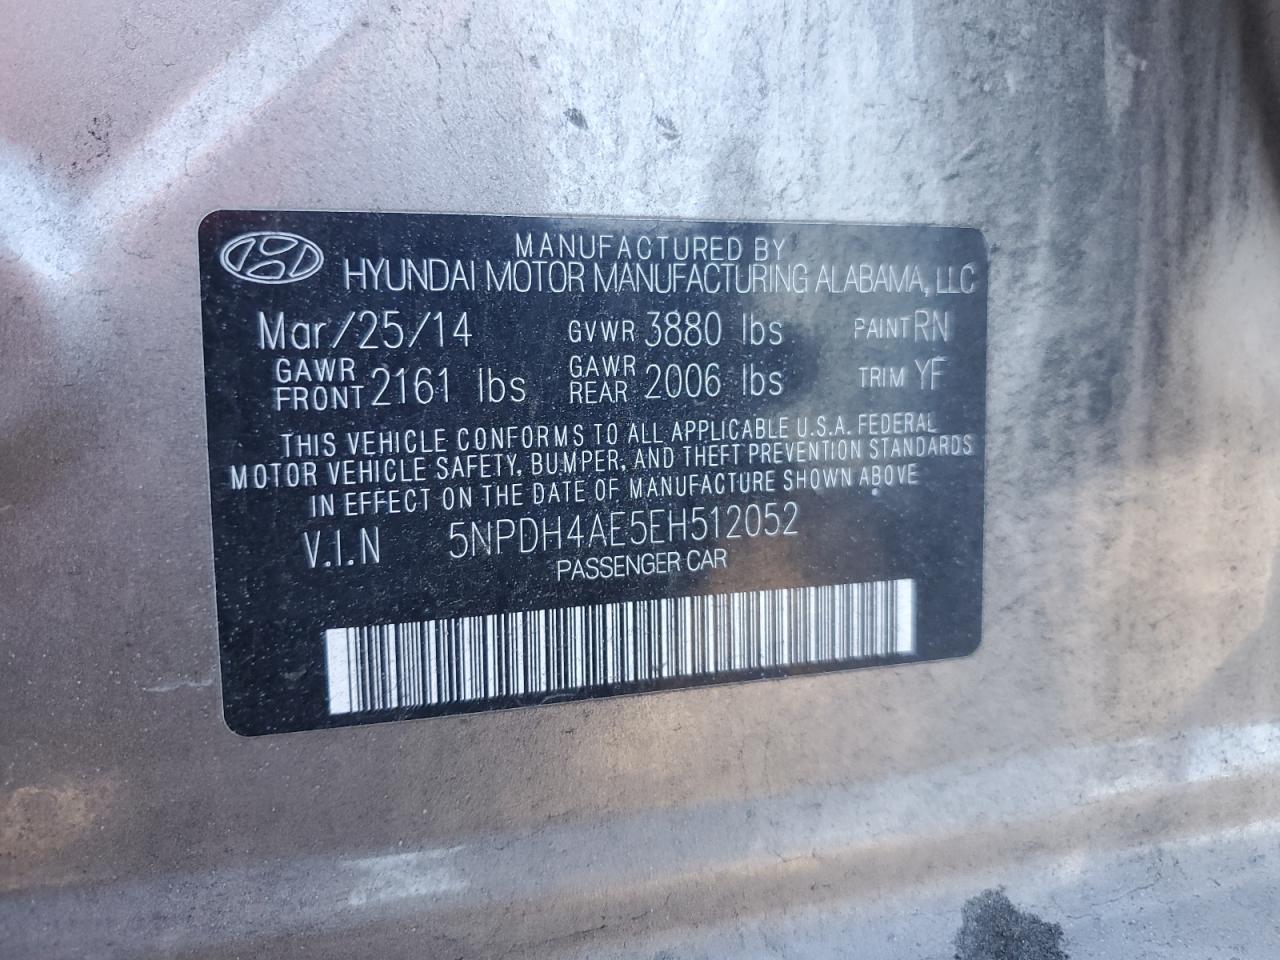 MANUFACTURED BY
HYUNDAI MOTOR MANUFACTURING ALABAMA, LLC
Mar/25/14 GVWR 3880 lbs PAINT RN
GAWR FRONT 2161 lbs GAWR REAR 2006 lbs TRIM YF
THIS VEHICLE CONFORMS TO ALL APPLICABLE U.S.A. FEDERAL
MOTOR VEHICLE SAFETY, BUMPER, AND THEFT PREVENTION STANDARDS
IN EFFECT ON THE DATE OF MANUFACTURE SHOWN ABOVE
V.I.N 5NPDH4AE5EH512052
PASSENGER CAR